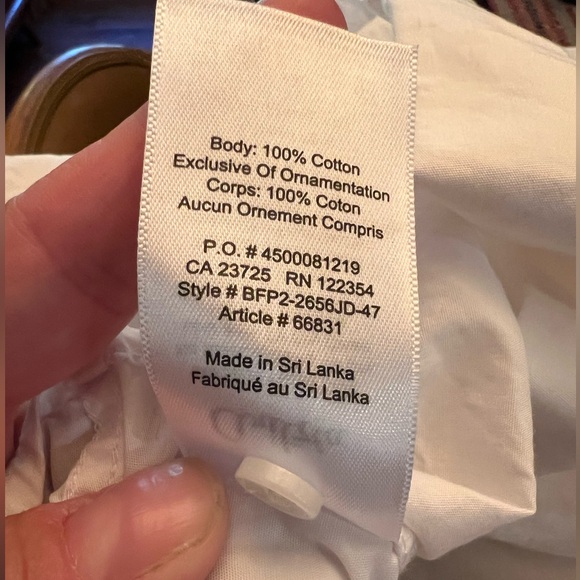 Body: 100% Cotton
Exclusive Of Ornamentation
Corps: 100% Coton
Aucun Ornement Compris
P.O. # 4500081219
CA 23725 RN 122354
Style # BFP2-2656JD-47
Article # 66831
Made in Sri Lanka
Fabriqué au Sri Lanka